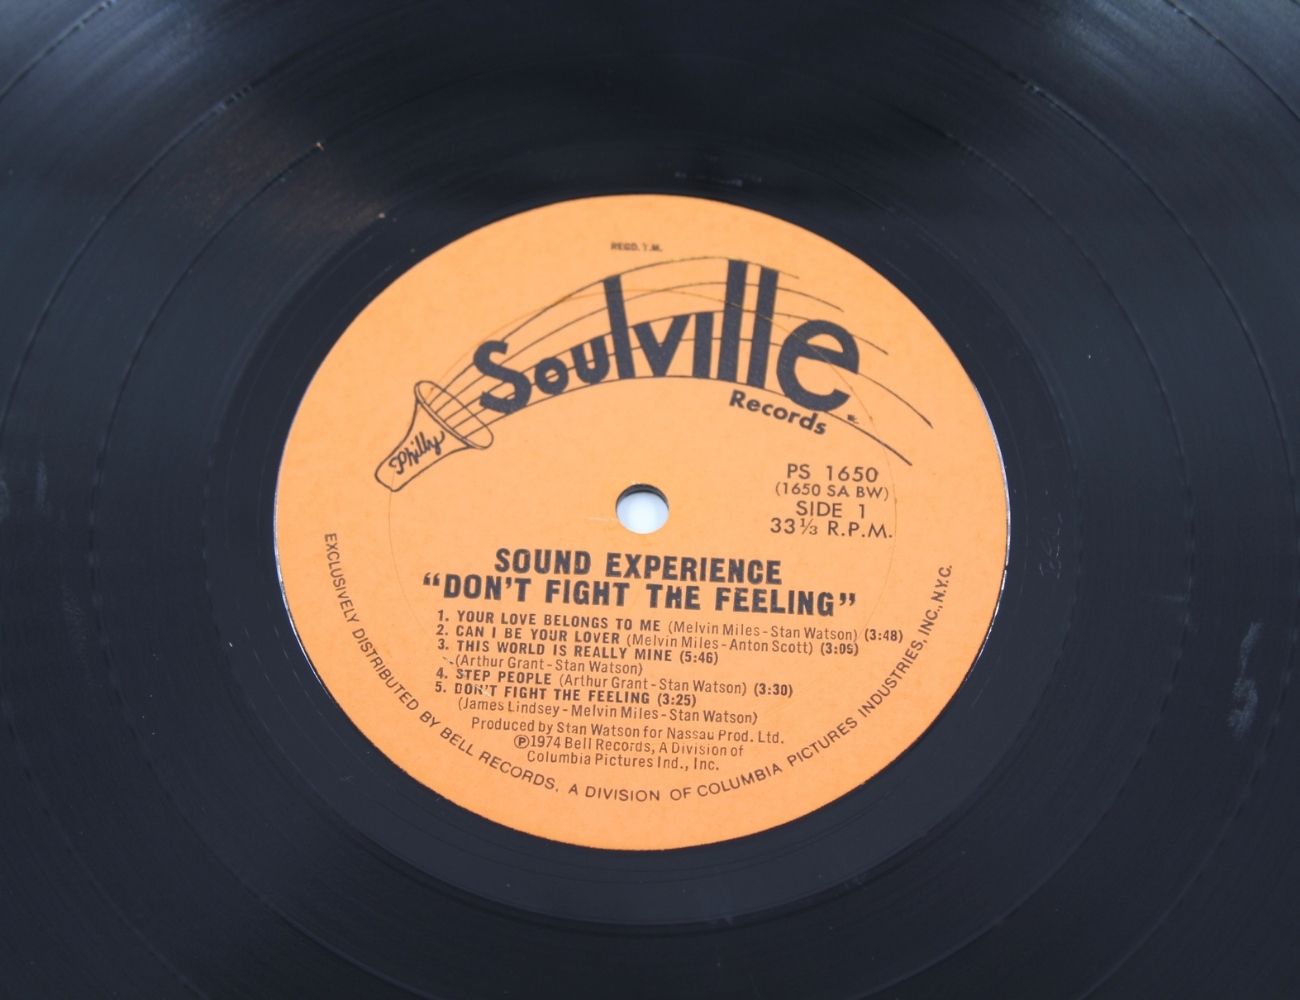 REGD. T.M.
Soulville
Records
Philly
PS 1650
(1650 SA BW)
SIDE 1
33⅓ R.P.M.
SOUND EXPERIENCE
"DON'T FIGHT THE FEELING"
1. YOUR LOVE BELONGS TO ME (Melvin Miles-Stan Watson) (3:48)
2. CAN I BE YOUR LOVER (Melvin Miles-Anton Scott) (3:05)
3. THIS WORLD IS REALLY MINE (5:46)
(Arthur Grant-Stan Watson)
4. STEP PEOPLE (Arthur Grant-Stan Watson) (3:30)
5. DON'T FIGHT THE FEELING (3:25)
(James Lindsey-Melvin Miles-Stan Watson)
Produced by Stan Watson for Nassau Prod. Ltd.
℗1974 Bell Records, A Division of
Columbia Pictures Ind., Inc.
EXCLUSIVELY DISTRIBUTED BY BELL RECORDS, A DIVISION OF COLUMBIA PICTURES INDUSTRIES, INC., N.Y.C.